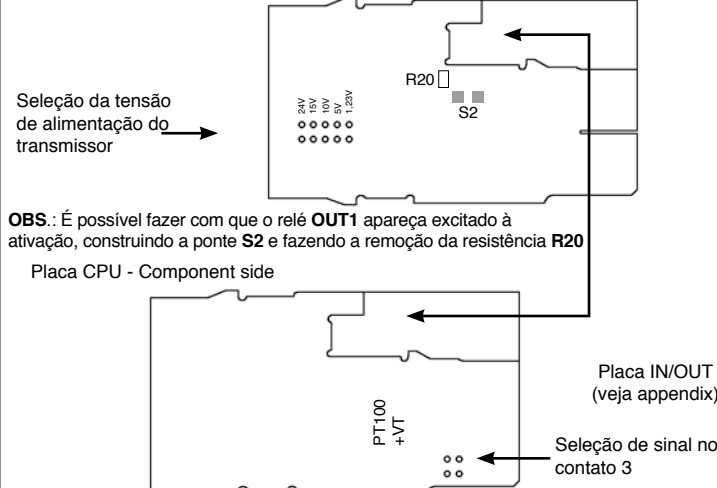 R20
S2
24V
15V
10V
5V
1,23V
Seleção da tensão
de alimentação do
transmissor
OBS.: É possível fazer com que o relé OUT1 apareça excitado à
ativação, construindo a ponte S2 e fazendo a remoção da resistência R20
Placa CPU - Component side
Placa IN/OUT
(veja appendix)
PT100
+VT
Seleção de sinal no
contato 3